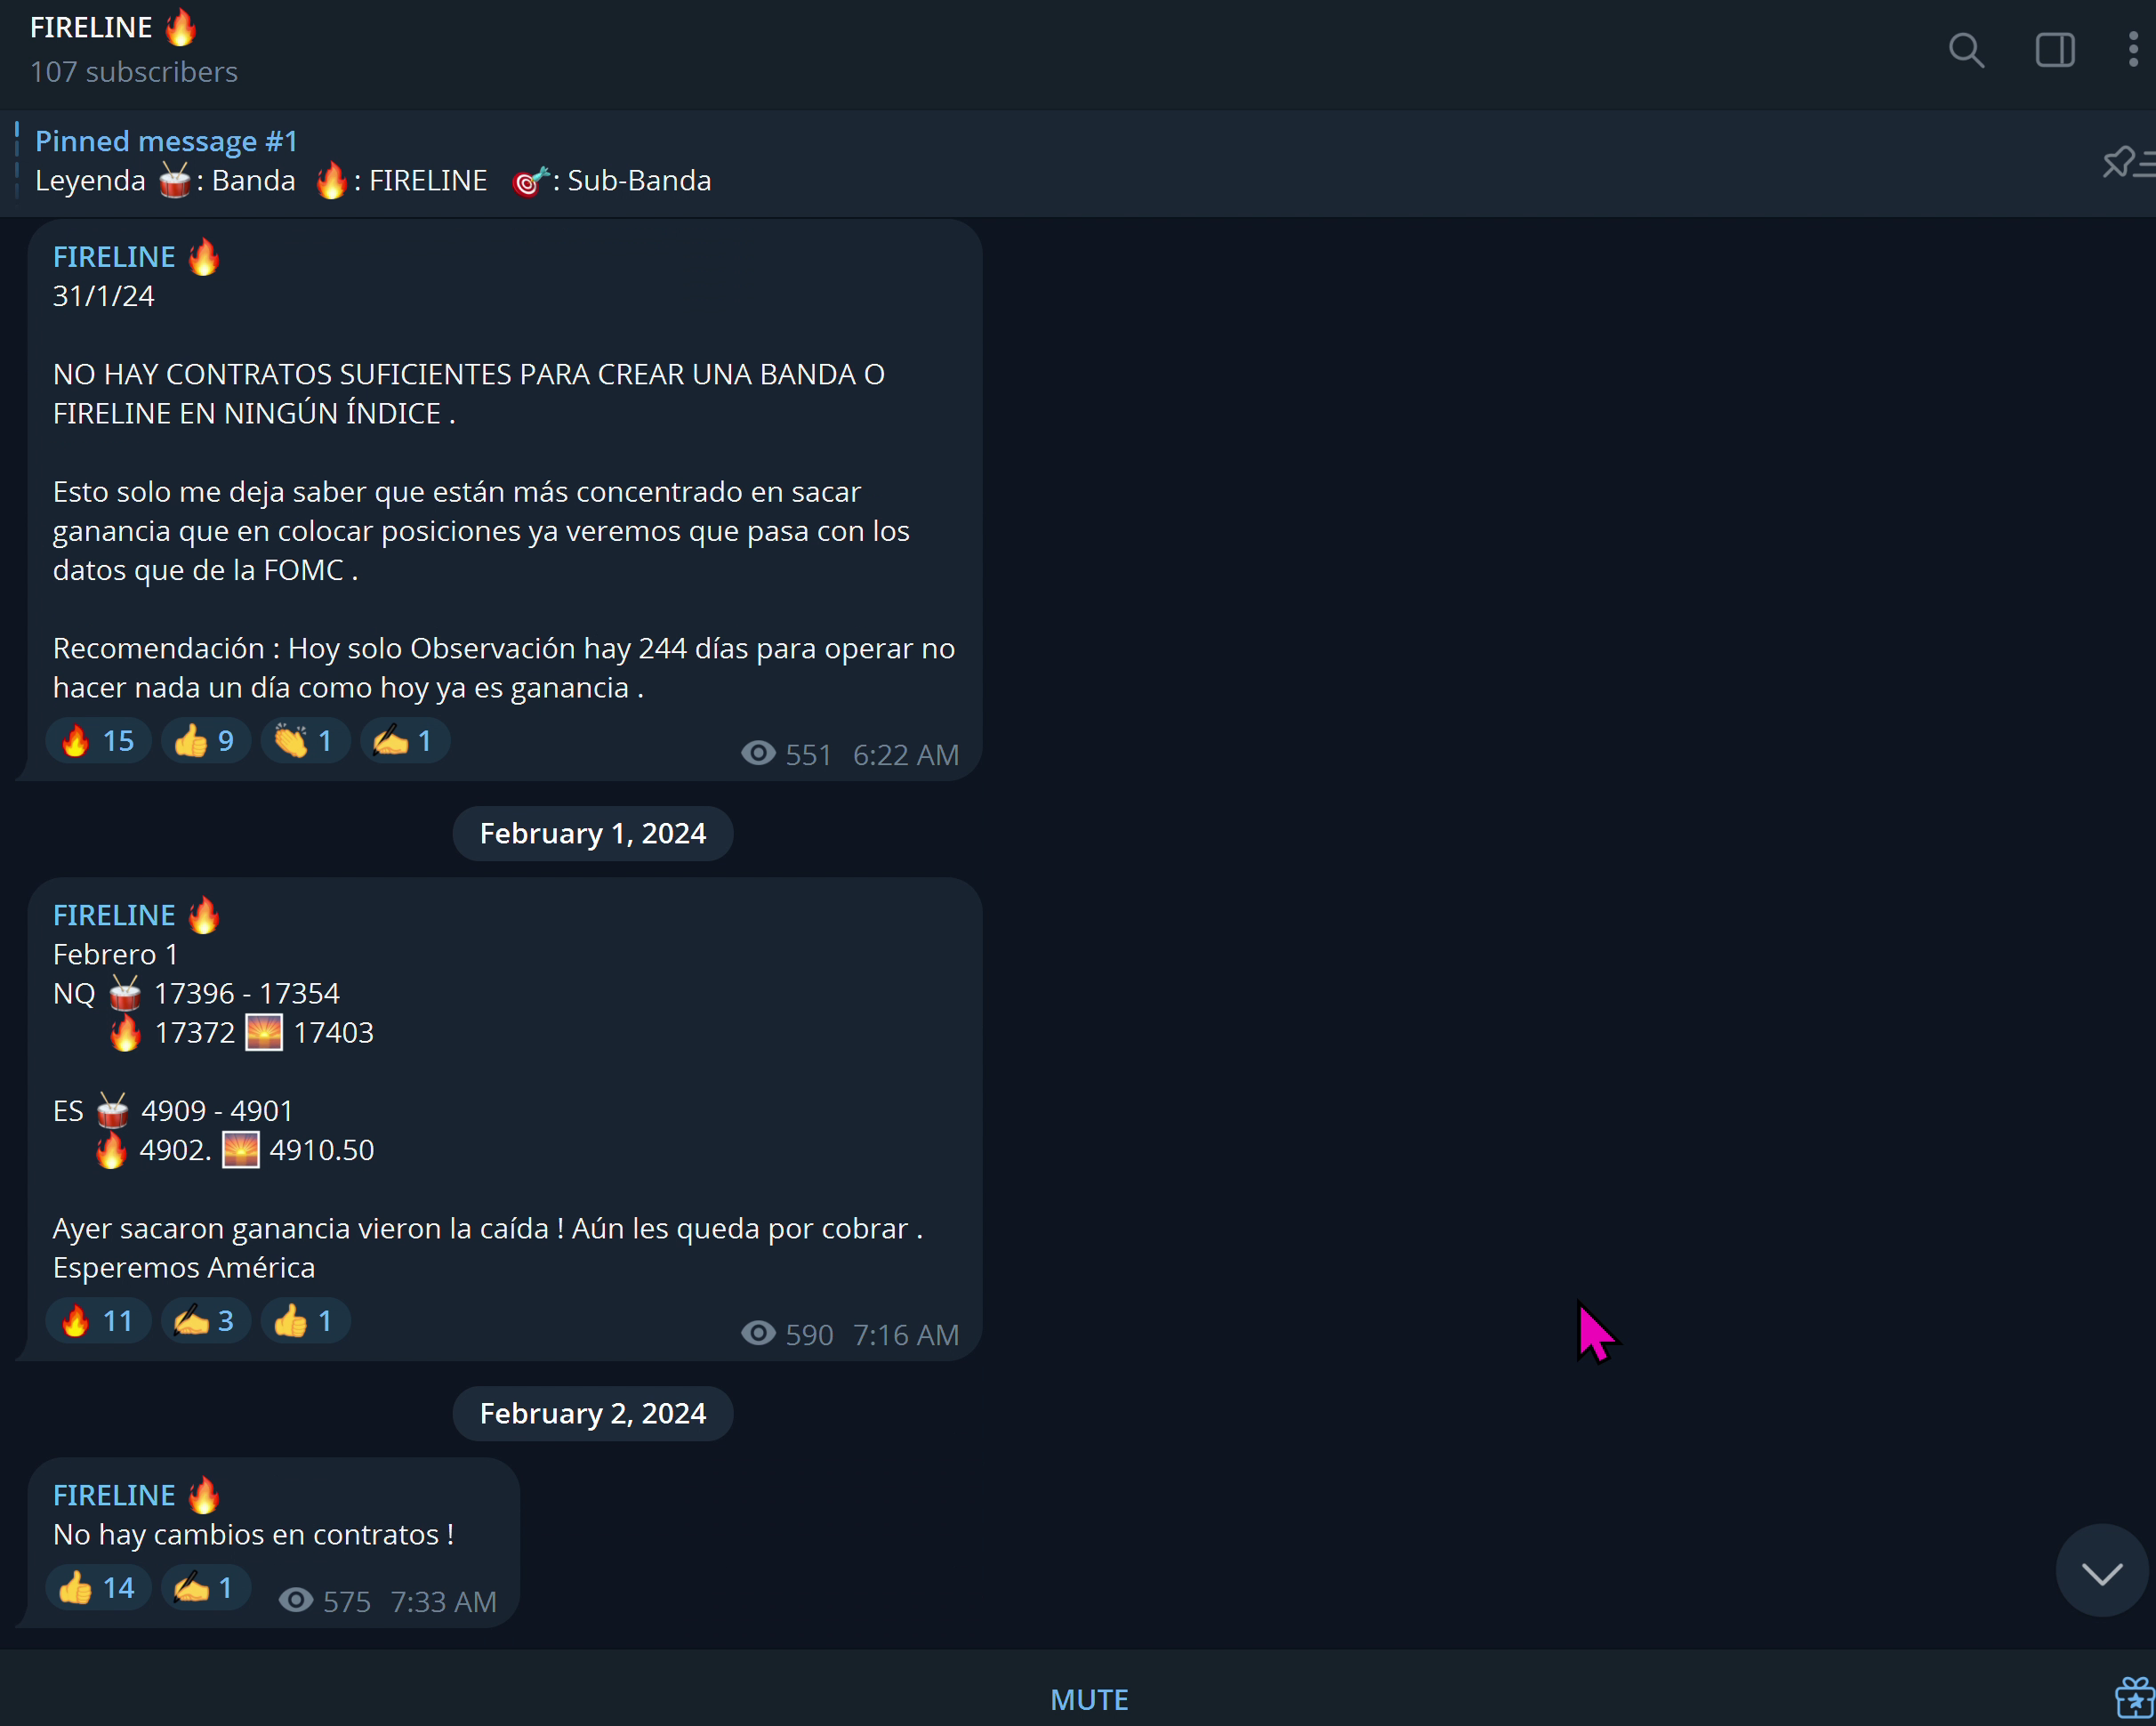 FIRELINE 🔥
107 subscribers
Pinned message #1
Leyenda 🥁: Banda 🔥: FIRELINE 🎯: Sub-Banda
FIRELINE 🔥
31/1/24
NO HAY CONTRATOS SUFICIENTES PARA CREAR UNA BANDA O
FIRELINE EN NINGÚN ÍNDICE .
Esto solo me deja saber que están más concentrado en sacar
ganancia que en colocar posiciones ya veremos que pasa con los
datos que de la FOMC .
Recomendación : Hoy solo Observación hay 244 días para operar no
hacer nada un día como hoy ya es ganancia .
🔥 15 👍 9 👏 1 ✍️ 1 551 6:22 AM
February 1, 2024
FIRELINE 🔥
Febrero 1
NQ 🥁 17396 - 17354
🔥 17372 🌅 17403
ES 🥁 4909 - 4901
🔥 4902. 🌅 4910.50
Ayer sacaron ganancia vieron la caída ! Aún les queda por cobrar .
Esperemos América
🔥 11 ✍️ 3 👍 1 590 7:16 AM
February 2, 2024
FIRELINE 🔥
No hay cambios en contratos !
👍 14 ✍️ 1 575 7:33 AM
MUTE